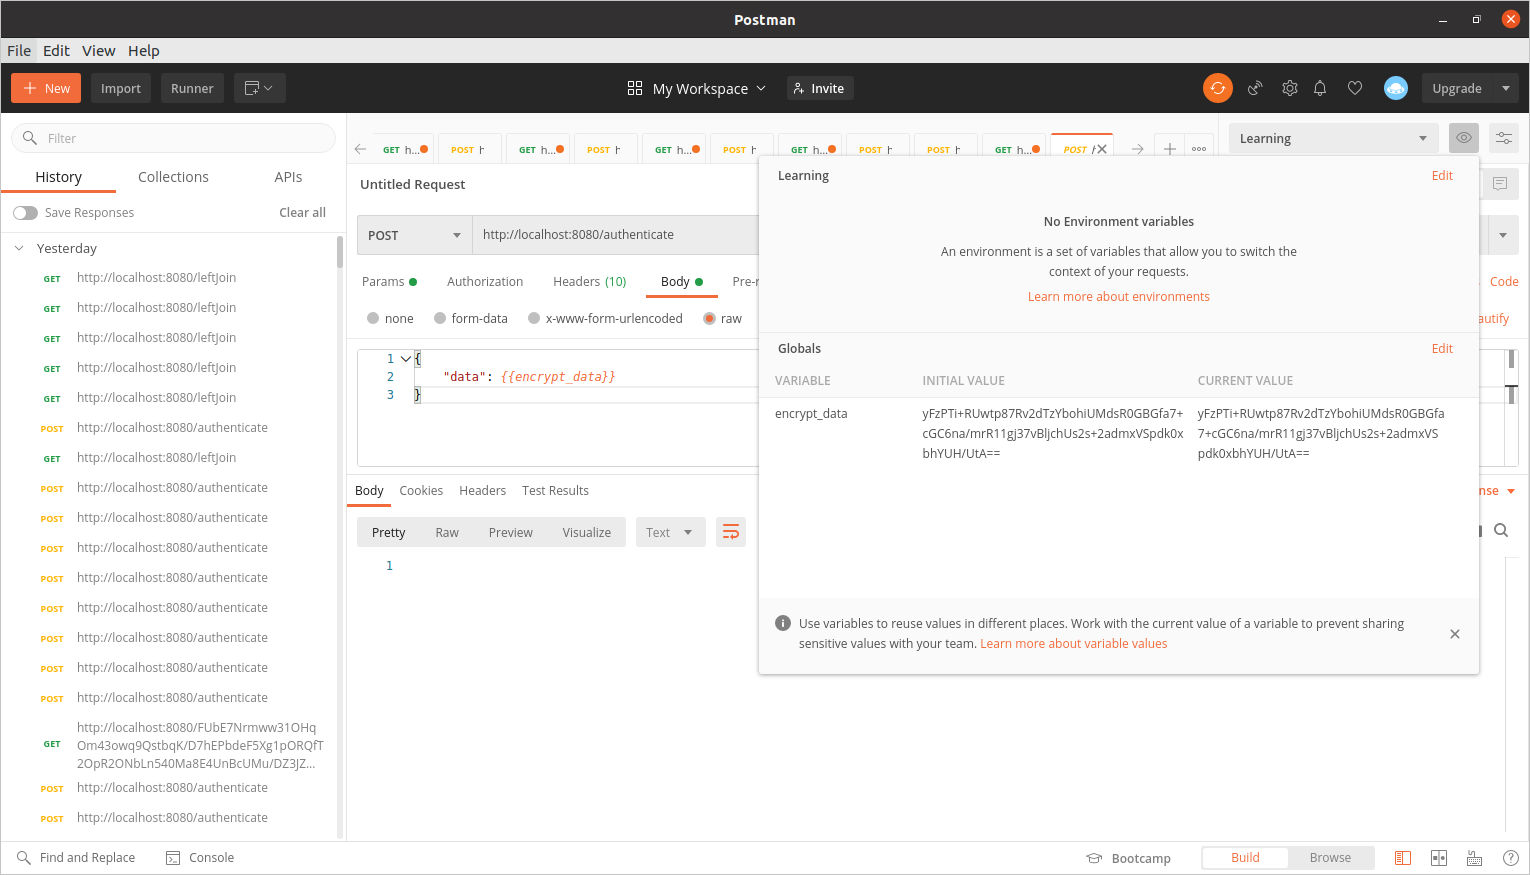 Postman
File Edit View Help
New Import Runner My Workspace Invite Upgrade
Filter
History Collections APIs
Save Responses Clear all
Yesterday
GET http://localhost:8080/leftJoin
GET http://localhost:8080/leftJoin
GET http://localhost:8080/leftJoin
GET http://localhost:8080/leftJoin
GET http://localhost:8080/leftJoin
POST http://localhost:8080/authenticate
GET http://localhost:8080/leftJoin
POST http://localhost:8080/authenticate
POST http://localhost:8080/authenticate
POST http://localhost:8080/authenticate
POST http://localhost:8080/authenticate
POST http://localhost:8080/authenticate
POST http://localhost:8080/authenticate
POST http://localhost:8080/authenticate
POST http://localhost:8080/authenticate
http://localhost:8080/FUbE7Nrmww31OHq
GET Om43owq9QstbqK/D7hEPbdeF5Xg1pORQfT
2OpR2ONbLn540Ma8E4UnBcUMu/DZ3JZ...
POST http://localhost:8080/authenticate
POST http://localhost:8080/authenticate
GET h... POST h GET h... POST h GET h... POST h GET h... POST h POST h GET h... POST
Learning
Untitled Request
POST http://localhost:8080/authenticate
Params Authorization Headers (10) Body Pre-r Code
none form-data x-www-form-urlencoded raw autify
1 {
2 "data": {{encrypt_data}}
3 }
Body Cookies Headers Test Results nse
Pretty Raw Preview Visualize Text
1
Learning Edit
No Environment variables
An environment is a set of variables that allow you to switch the
context of your requests.
Learn more about environments
Globals Edit
VARIABLE INITIAL VALUE CURRENT VALUE
encrypt_data yFzPTi+RUwtp87Rv2dTzYbohiUMdsR0GBGfa7+ yFzPTi+RUwtp87Rv2dTzYbohiUMdsR0GBGfa
cGC6na/mrR11gj37vBljchUs2s+2admxVSpdk0x 7+cGC6na/mrR11gj37vBljchUs2s+2admxVS
bhYUH/UtA== pdk0xbhYUH/UtA==
Use variables to reuse values in different places. Work with the current value of a variable to prevent sharing
sensitive values with your team. Learn more about variable values
Find and Replace Console Bootcamp Build Browse